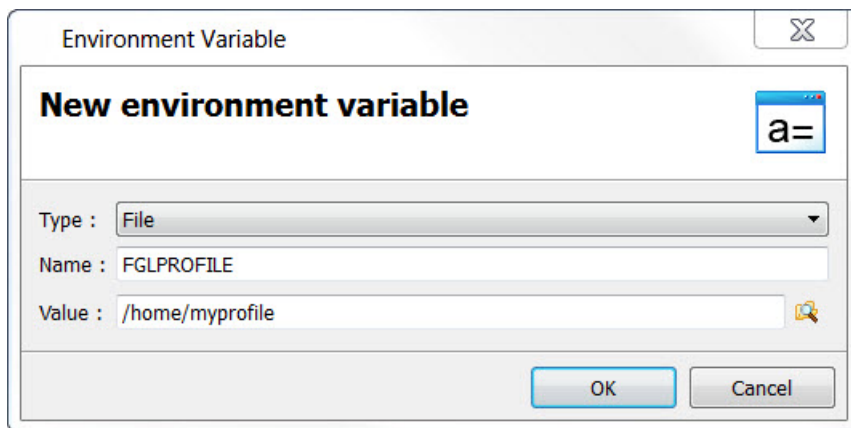 Environment Variable
New environment variable
a=
Type : File
Name : FGLPROFILE
Value : /home/myprofile
OK Cancel